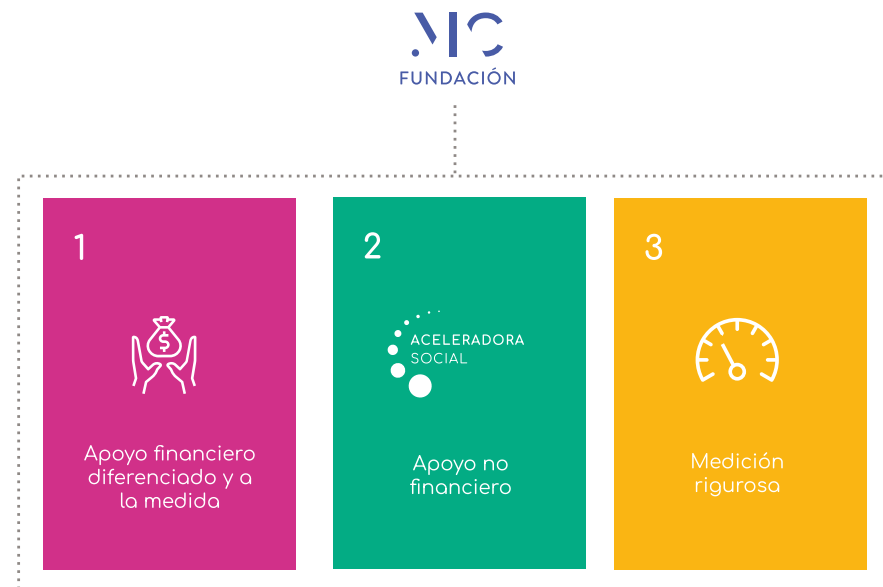 MC
FUNDACIÓN
1
2
3
$
ACELERADORA
SOCIAL
Apoyo financiero
diferenciado y a
la medida
Apoyo no
financiero
Medición
rigurosa